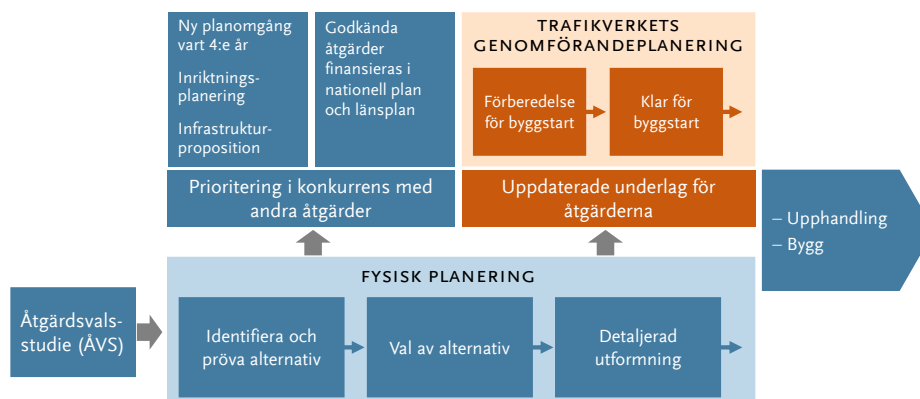 Ny planomgång
vart 4:e år
Inriktnings-
planering
Infrastruktur-
proposition
Godkända
åtgärder
finansieras i
nationell plan
och länsplan
TRAFIKVERKETS
GENOMFÖRANDEPLANERING
Förberedelse
för byggstart
Klar för
byggstart
Prioritering i konkurrens med
andra åtgärder
Uppdaterade underlag för
åtgärderna
– Upphandling
– Bygg
FYSISK PLANERING
Åtgärdsvals-
studie (ÅVS)
Identifiera och
pröva alternativ
Val av alternativ
Detaljerad
utformning